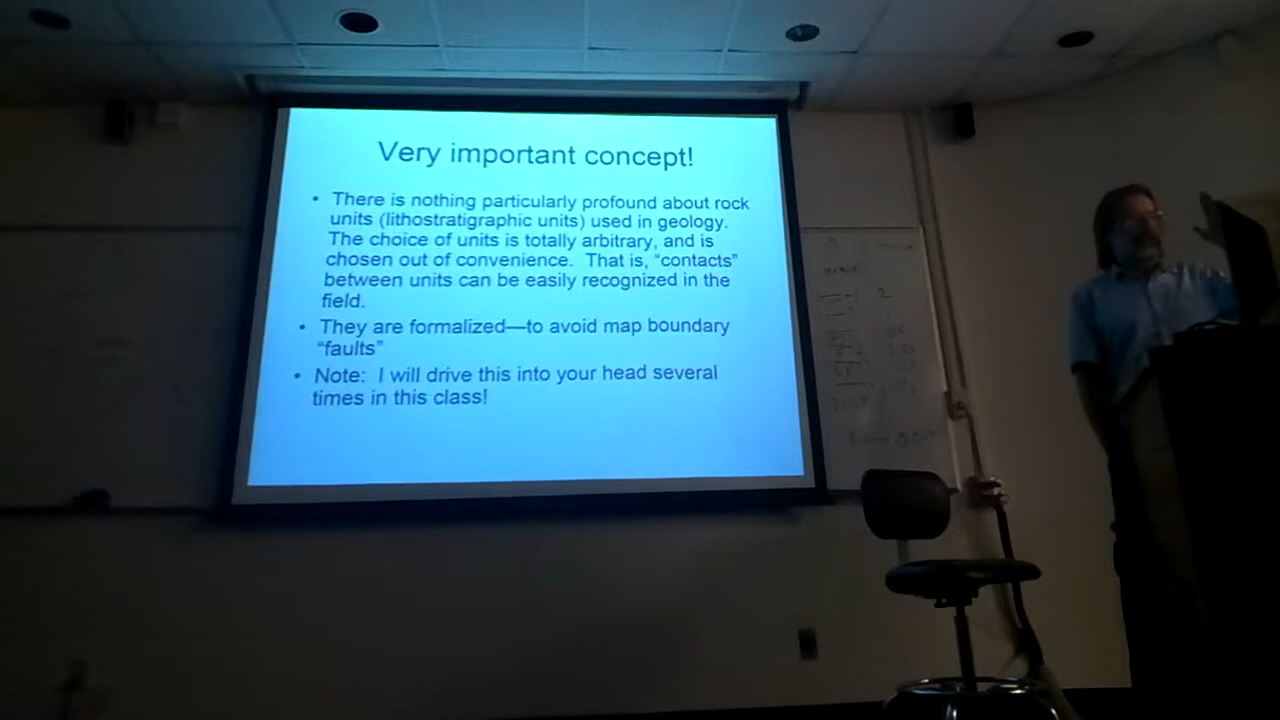 Very important concept!
• There is nothing particularly profound about rock
units (lithostratigraphic units) used in geology.
The choice of units is totally arbitrary, and is
chosen out of convenience.  That is, “contacts”
between units can be easily recognized in the
field.
• They are formalized—to avoid map boundary
“faults”
• Note:  I will drive this into your head several
times in this class!